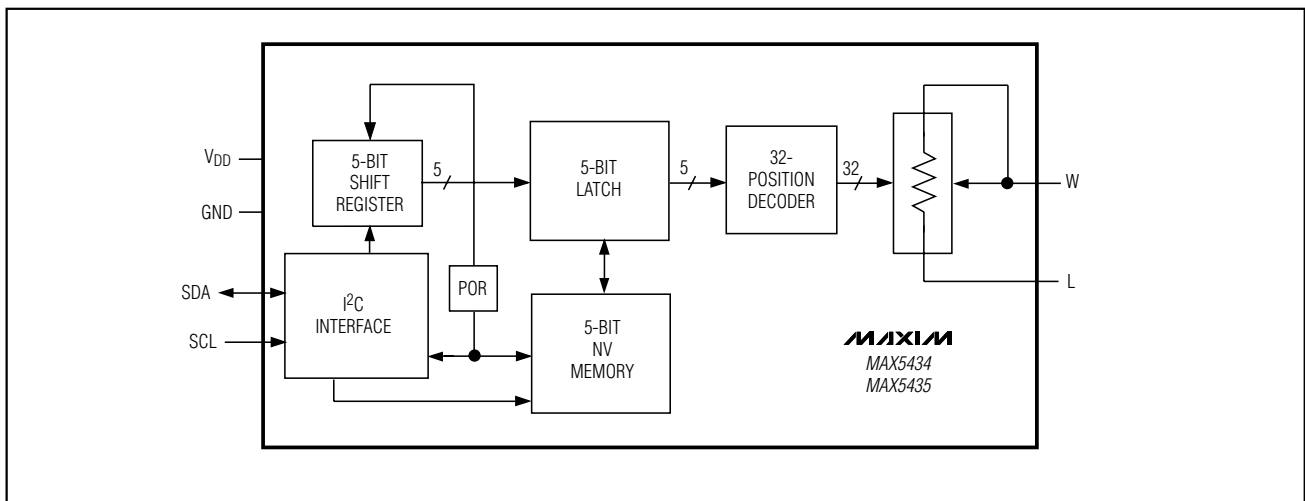 V_DD
GND
SDA
SCL
5-BIT
SHIFT
REGISTER
5
5-BIT
LATCH
5
32-
POSITION
DECODER
32
W
L
I²C
INTERFACE
POR
5-BIT
NV
MEMORY
MAXIM
MAX5434
MAX5435